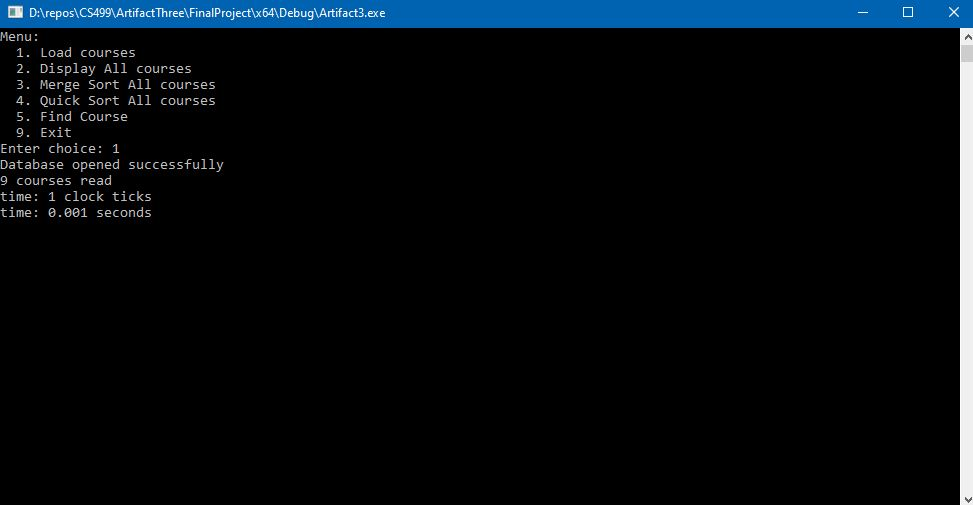 D:\repos\CS499\ArtifactThree\FinalProject\x64\Debug\Artifact3.exe
Menu:
  1. Load courses
  2. Display All courses
  3. Merge Sort All courses
  4. Quick Sort All courses
  5. Find Course
  9. Exit
Enter choice: 1
Database opened successfully
9 courses read
time: 1 clock ticks
time: 0.001 seconds